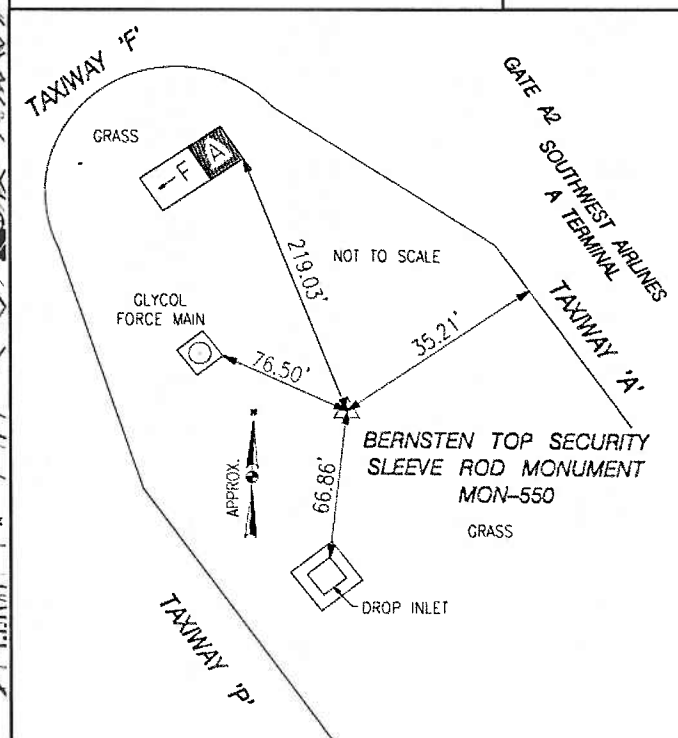 TAXIWAY 'F'
GATE A2
SOUTHWEST AIRLINES
A TERMINAL
GRASS
A
F
219.03'
NOT TO SCALE
GLYCOL
FORCE MAIN
76.50'
35.21'
TAXIWAY 'A'
BERNSTEN TOP SECURITY
SLEEVE ROD MONUMENT
MON-550
APPROX.
66.86'
GRASS
DROP INLET
TAXIWAY 'P'